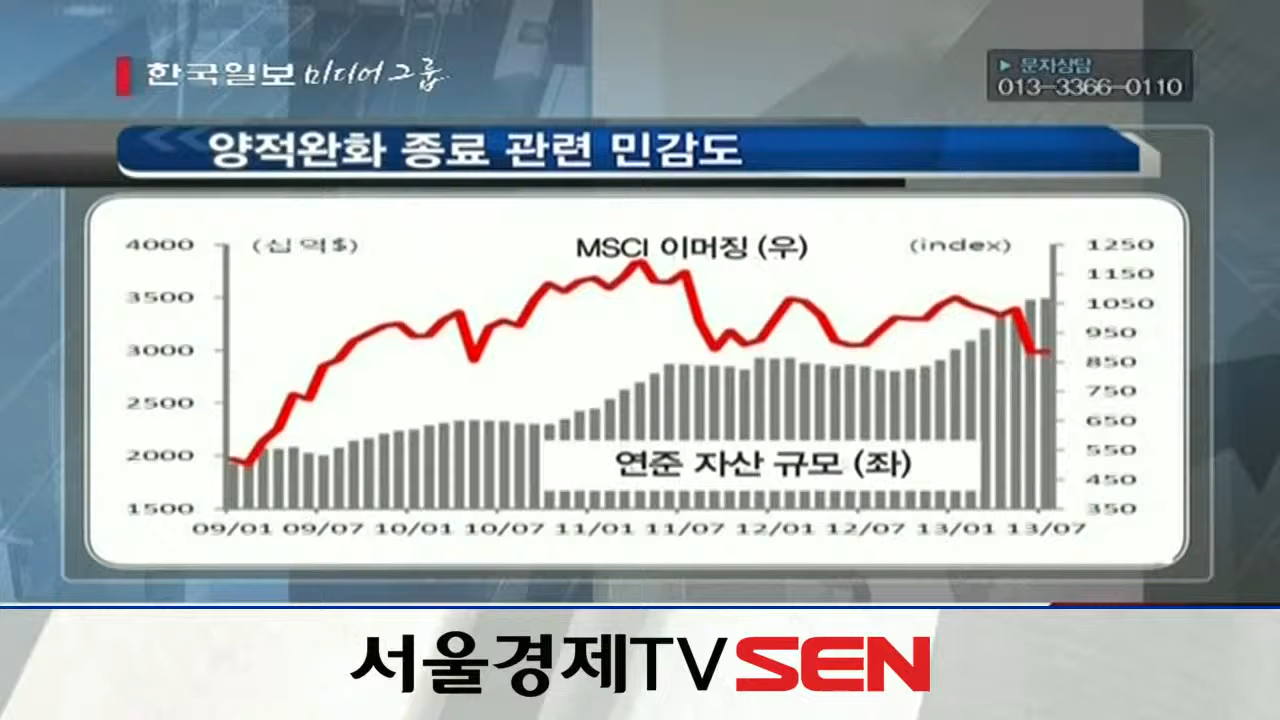 한국일보 미디어그룹
▶ 문자상담
013-3366-0110
양적완화 종료 관련 민감도
(십억$)
MSCI 이머징 (우)
(index)
4000
3500
3000
2500
2000
1500
1250
1150
1050
950
850
750
650
550
450
350
연준 자산 규모 (좌)
09/01 09/07 10/01 10/07 11/01 11/07 12/01 12/07 13/01 13/07
서울경제TV SEN